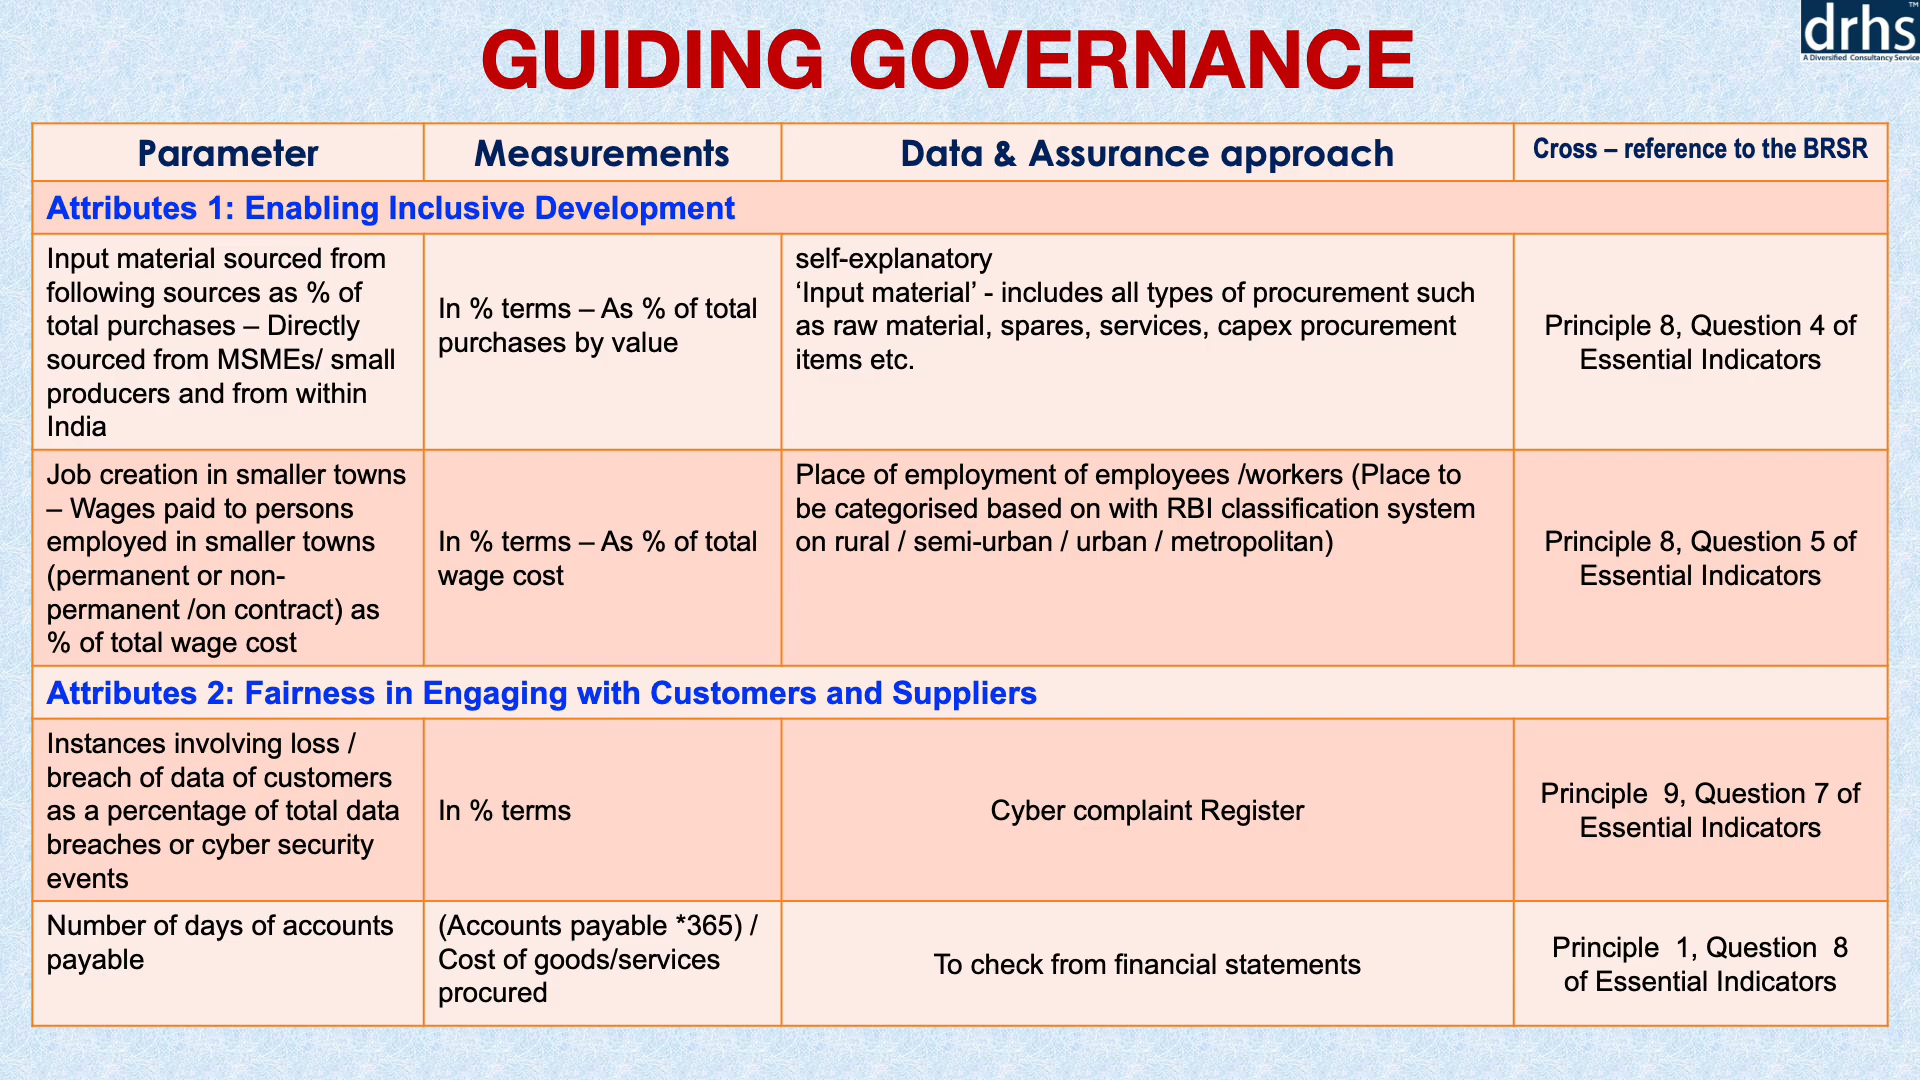 drhs
TM
A Diversified Consultancy Service
GUIDING GOVERNANCE
Parameter
Measurements
Data & Assurance approach
Cross – reference to the BRSR
Attributes 1: Enabling Inclusive Development
Input material sourced from
following sources as % of
total purchases – Directly
sourced from MSMEs/ small
producers and from within
India
In % terms – As % of total
purchases by value
self-explanatory
‘Input material’ - includes all types of procurement such
as raw material, spares, services, capex procurement
items etc.
Principle 8, Question 4 of
Essential Indicators
Job creation in smaller towns
– Wages paid to persons
employed in smaller towns
(permanent or non-
permanent /on contract) as
% of total wage cost
In % terms – As % of total
wage cost
Place of employment of employees /workers (Place to
be categorised based on with RBI classification system
on rural / semi-urban / urban / metropolitan)
Principle 8, Question 5 of
Essential Indicators
Attributes 2: Fairness in Engaging with Customers and Suppliers
Instances involving loss /
breach of data of customers
as a percentage of total data
breaches or cyber security
events
In % terms
Cyber complaint Register
Principle  9, Question 7 of
Essential Indicators
Number of days of accounts
payable
(Accounts payable *365) /
Cost of goods/services
procured
To check from financial statements
Principle  1, Question  8
of Essential Indicators